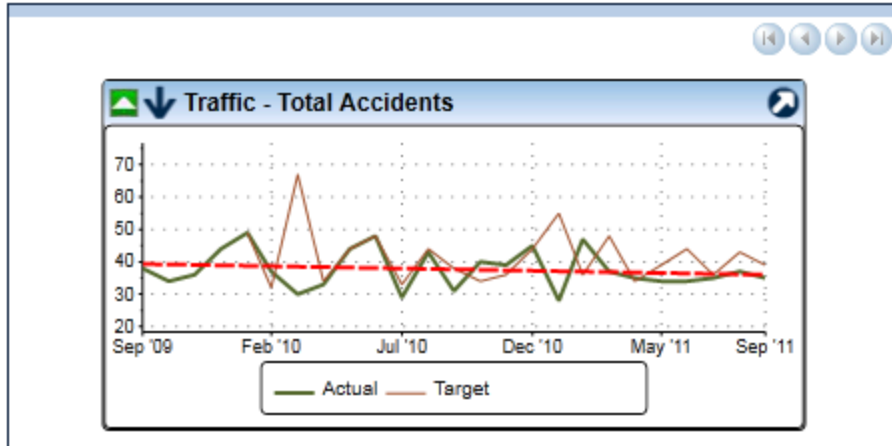 Traffic - Total Accidents
70
60
50
40
30
20
Sep '09 Feb '10 Jul '10 Dec '10 May '11 Sep '11
Actual Target